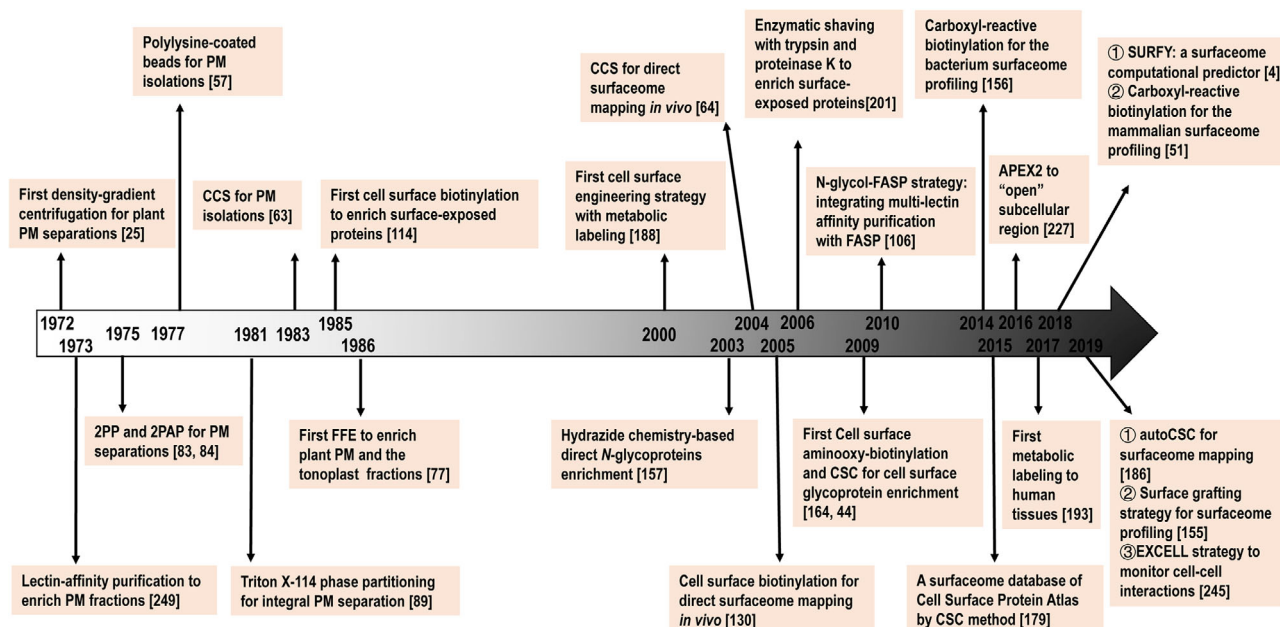 Polylysine-coated
beads for PM
isolations [57]
CCS for direct
surfaceome
mapping in vivo [64]
Enzymatic shaving
with trypsin and
proteinase K to
enrich surface-
exposed proteins[201]
Carboxyl-reactive
biotinylation for the
bacterium surfaceome
profiling [156]
① SURFY: a surfaceome
computational predictor [4]
② Carboxyl-reactive
biotinylation for the
mammalian surfaceome
profiling [51]
First density-gradient
centrifugation for plant
PM separations [25]
CCS for PM
isolations [63]
First cell surface biotinylation
to enrich surface-exposed
proteins [114]
First cell surface
engineering strategy
with metabolic
labeling [188]
N-glycol-FASP strategy:
integrating multi-lectin
affinity purification
with FASP [106]
APEX2 to
“open”
subcellular
region [227]
1972
1973
1975
1977
1981
1983
1985
1986
2000
2003
2004
2005
2006
2009
2010
2014
2015
2016
2017
2018
2019
2PP and 2PAP for PM
separations [83, 84]
First FFE to enrich
plant PM and the
tonoplast fractions [77]
Hydrazide chemistry-based
direct N-glycoproteins
enrichment [157]
First Cell surface
aminooxy-biotinylation
and CSC for cell surface
glycoprotein enrichment
[164, 44]
First
metabolic
labeling to
human
tissues [193]
① autoCSC for
surfaceome mapping
[186]
② Surface grafting
strategy for surfaceome
profiling [155]
③EXCELL strategy to
monitor cell-cell
interactions [245]
Lectin-affinity purification to
enrich PM fractions [249]
Triton X-114 phase partitioning
for integral PM separation [89]
Cell surface biotinylation for
direct surfaceome mapping
in vivo [130]
A surfaceome database of
Cell Surface Protein Atlas
by CSC method [179]